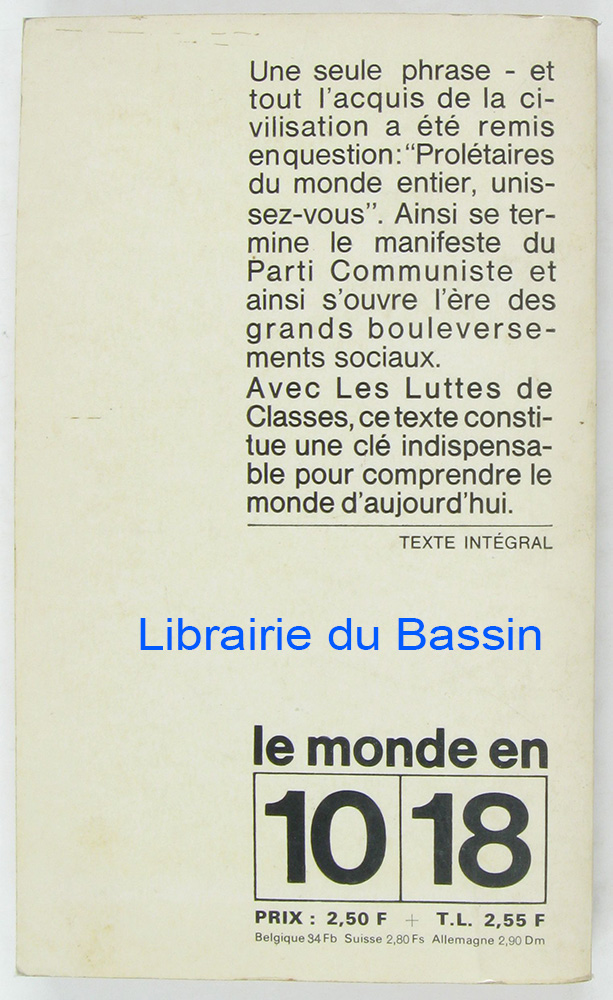 Une seule phrase - et
tout l'acquis de la ci-
vilisation a été remis
en question: "Prolétaires
du monde entier, unis-
sez-vous". Ainsi se ter-
mine le manifeste du
Parti Communiste et
ainsi s'ouvre l'ère des
grands bouleverse-
ments sociaux.
Avec Les Luttes de
Classes, ce texte consti-
tue une clé indispensa-
ble pour comprendre le
monde d'aujourd'hui.
TEXTE INTÉGRAL
Librairie du Bassin
le monde en
10 18
PRIX : 2,50 F + T.L. 2,55 F
Belgique 34 Fb Suisse 2,80 Fs Allemagne 2,90 Dm